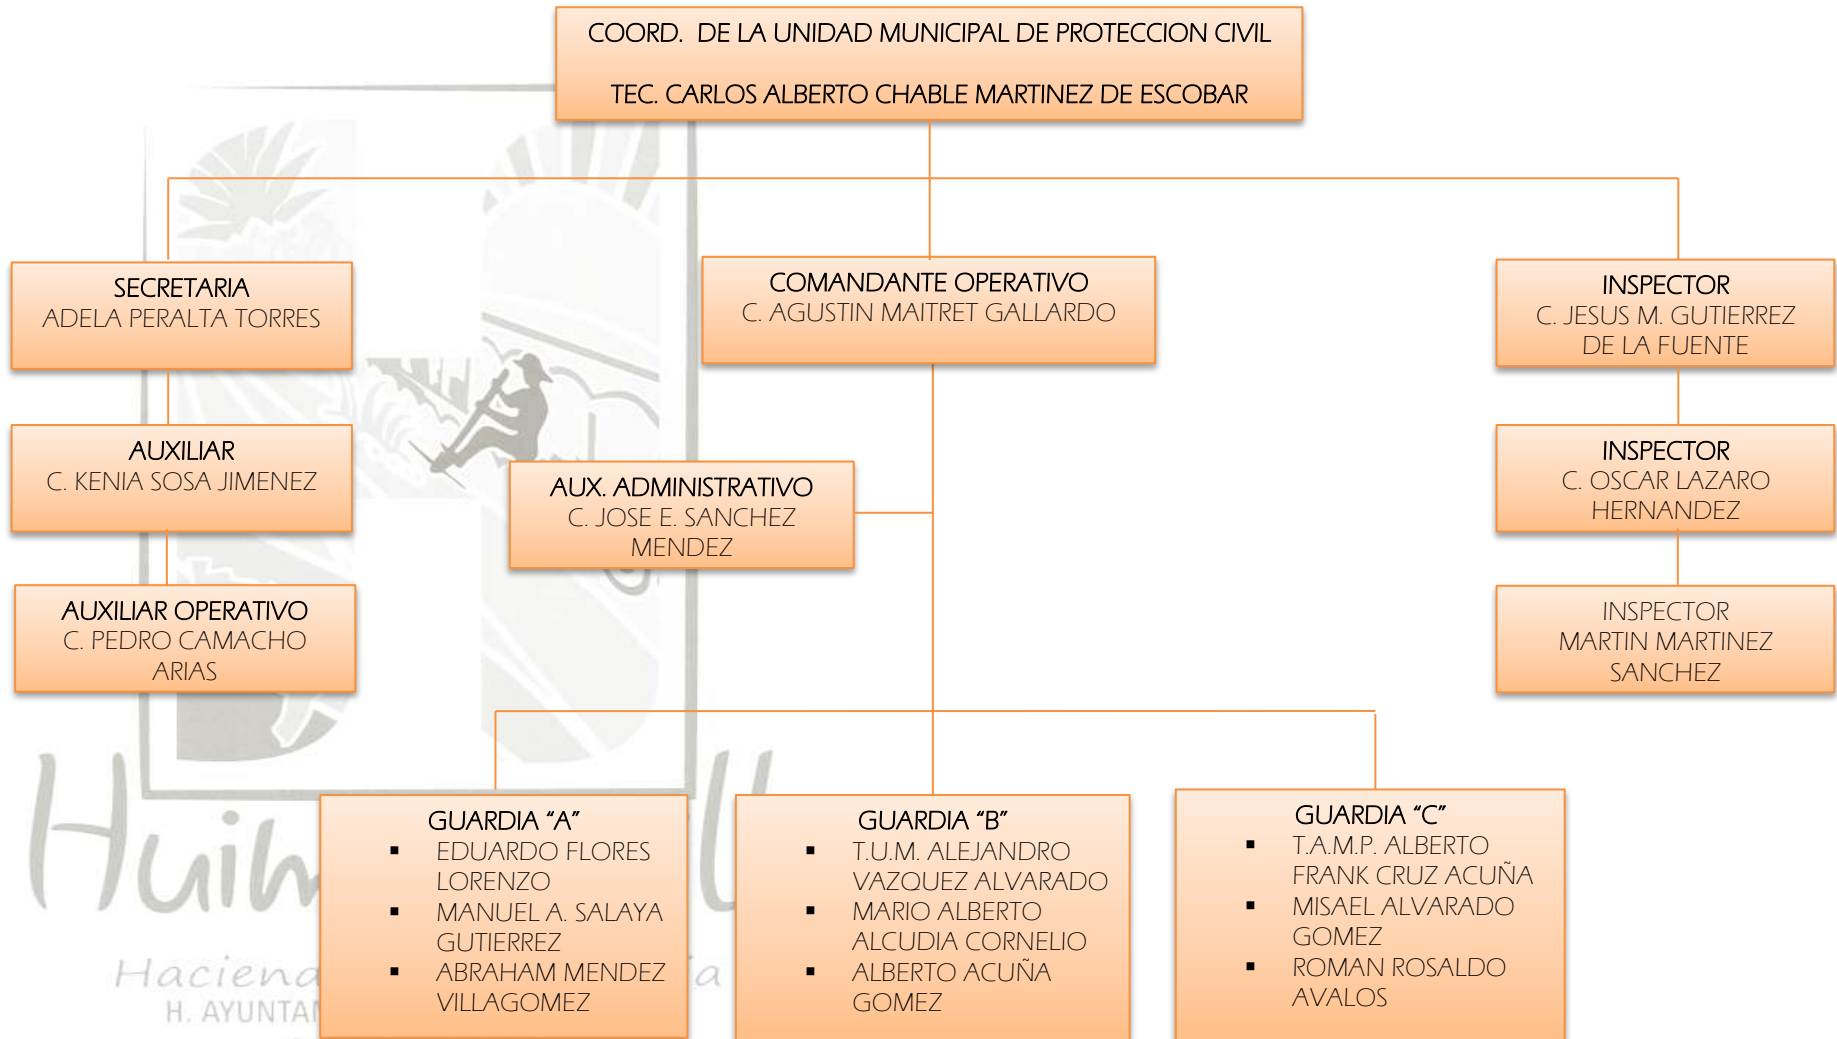 COORD. DE LA UNIDAD MUNICIPAL DE PROTECCION CIVIL
TEC. CARLOS ALBERTO CHABLE MARTINEZ DE ESCOBAR
SECRETARIA
ADELA PERALTA TORRES
COMANDANTE OPERATIVO
C. AGUSTIN MAITRET GALLARDO
INSPECTOR
C. JESUS M. GUTIERREZ
DE LA FUENTE
AUXILIAR
C. KENIA SOSA JIMENEZ
AUX. ADMINISTRATIVO
C. JOSE E. SANCHEZ
MENDEZ
INSPECTOR
C. OSCAR LAZARO
HERNANDEZ
AUXILIAR OPERATIVO
C. PEDRO CAMACHO
ARIAS
INSPECTOR
MARTIN MARTINEZ
SANCHEZ
GUARDIA “A”
▪ EDUARDO FLORES
LORENZO
▪ MANUEL A. SALAYA
GUTIERREZ
▪ ABRAHAM MENDEZ
VILLAGOMEZ
GUARDIA “B”
▪ T.U.M. ALEJANDRO
VAZQUEZ ALVARADO
▪ MARIO ALBERTO
ALCUDIA CORNELIO
▪ ALBERTO ACUÑA
GOMEZ
GUARDIA “C”
▪ T.A.M.P. ALBERTO
FRANK CRUZ ACUÑA
▪ MISAEL ALVARADO
GOMEZ
▪ ROMAN ROSALDO
AVALOS
H.